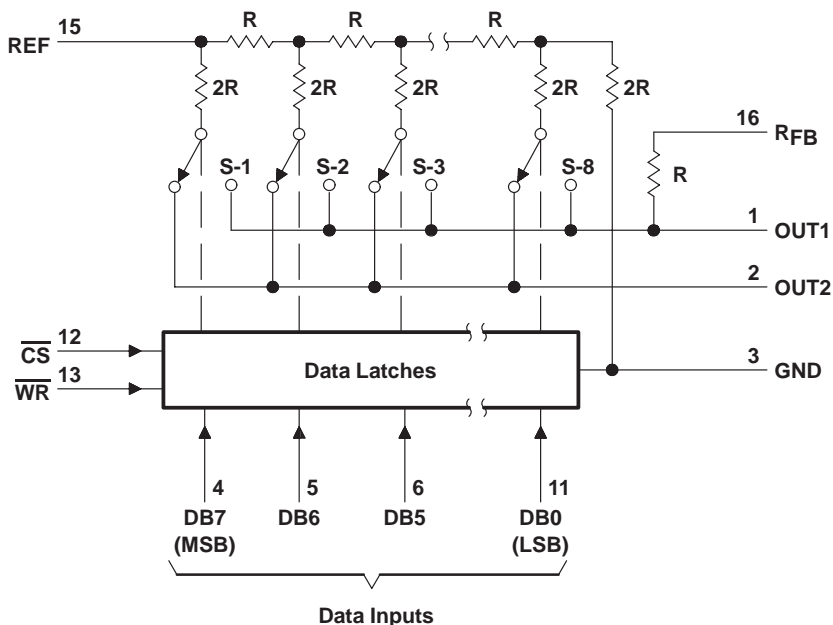 R R R
15
REF
2R 2R 2R 2R 2R
16
RFB
S-1 S-2 S-3 S-8
R
1
OUT1
2
OUT2
12
CS
Data Latches
3
GND
13
WR
4 5 6 11
DB7 DB6 DB5 DB0
(MSB) (LSB)
Data Inputs